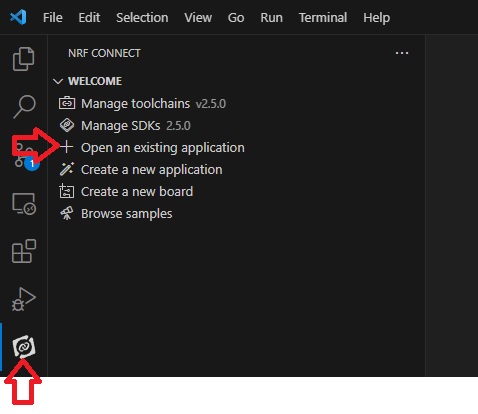 File Edit Selection View Go Run Terminal Help
NRF CONNECT ...
WELCOME
Manage toolchains v2.5.0
Manage SDKs 2.5.0
Open an existing application
1
Create a new application
Create a new board
Browse samples